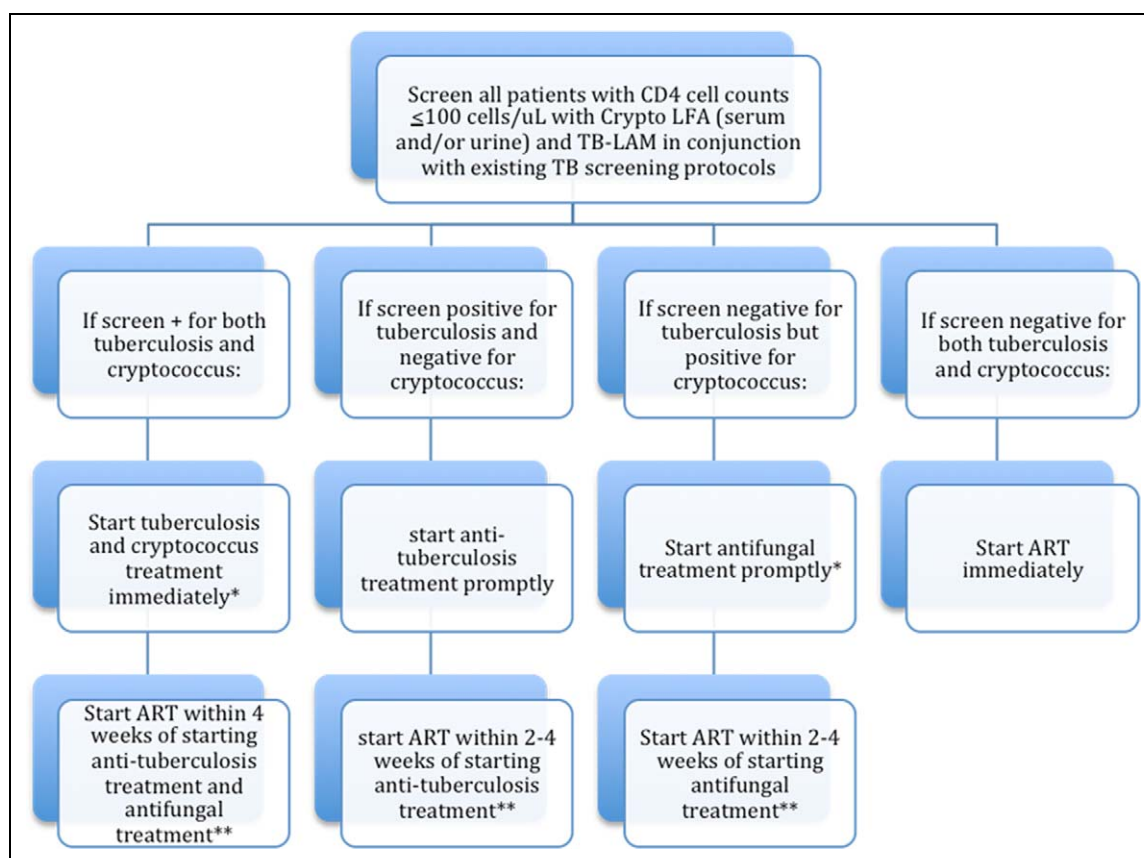 Screen all patients with CD4 cell counts
≤100 cells/uL with Crypto LFA (serum
and/or urine) and TB-LAM in conjunction
with existing TB screening protocols
If screen + for both
tuberculosis and
cryptococcus:
If screen positive for
tuberculosis and
negative for
cryptococcus:
If screen negative for
tuberculosis but
positive for
cryptococcus:
If screen negative for
both tuberculosis
and cryptococcus:
Start tuberculosis
and cryptococcus
treatment
immediately*
start anti-
tuberculosis
treatment promptly
Start antifungal
treatment promptly*
Start ART
immediately
Start ART within 4
weeks of starting
anti-tuberculosis
treatment and
antifungal
treatment**
start ART within 2-4
weeks of starting
anti-tuberculosis
treatment**
Start ART within 2-4
weeks of starting
antifungal
treatment**